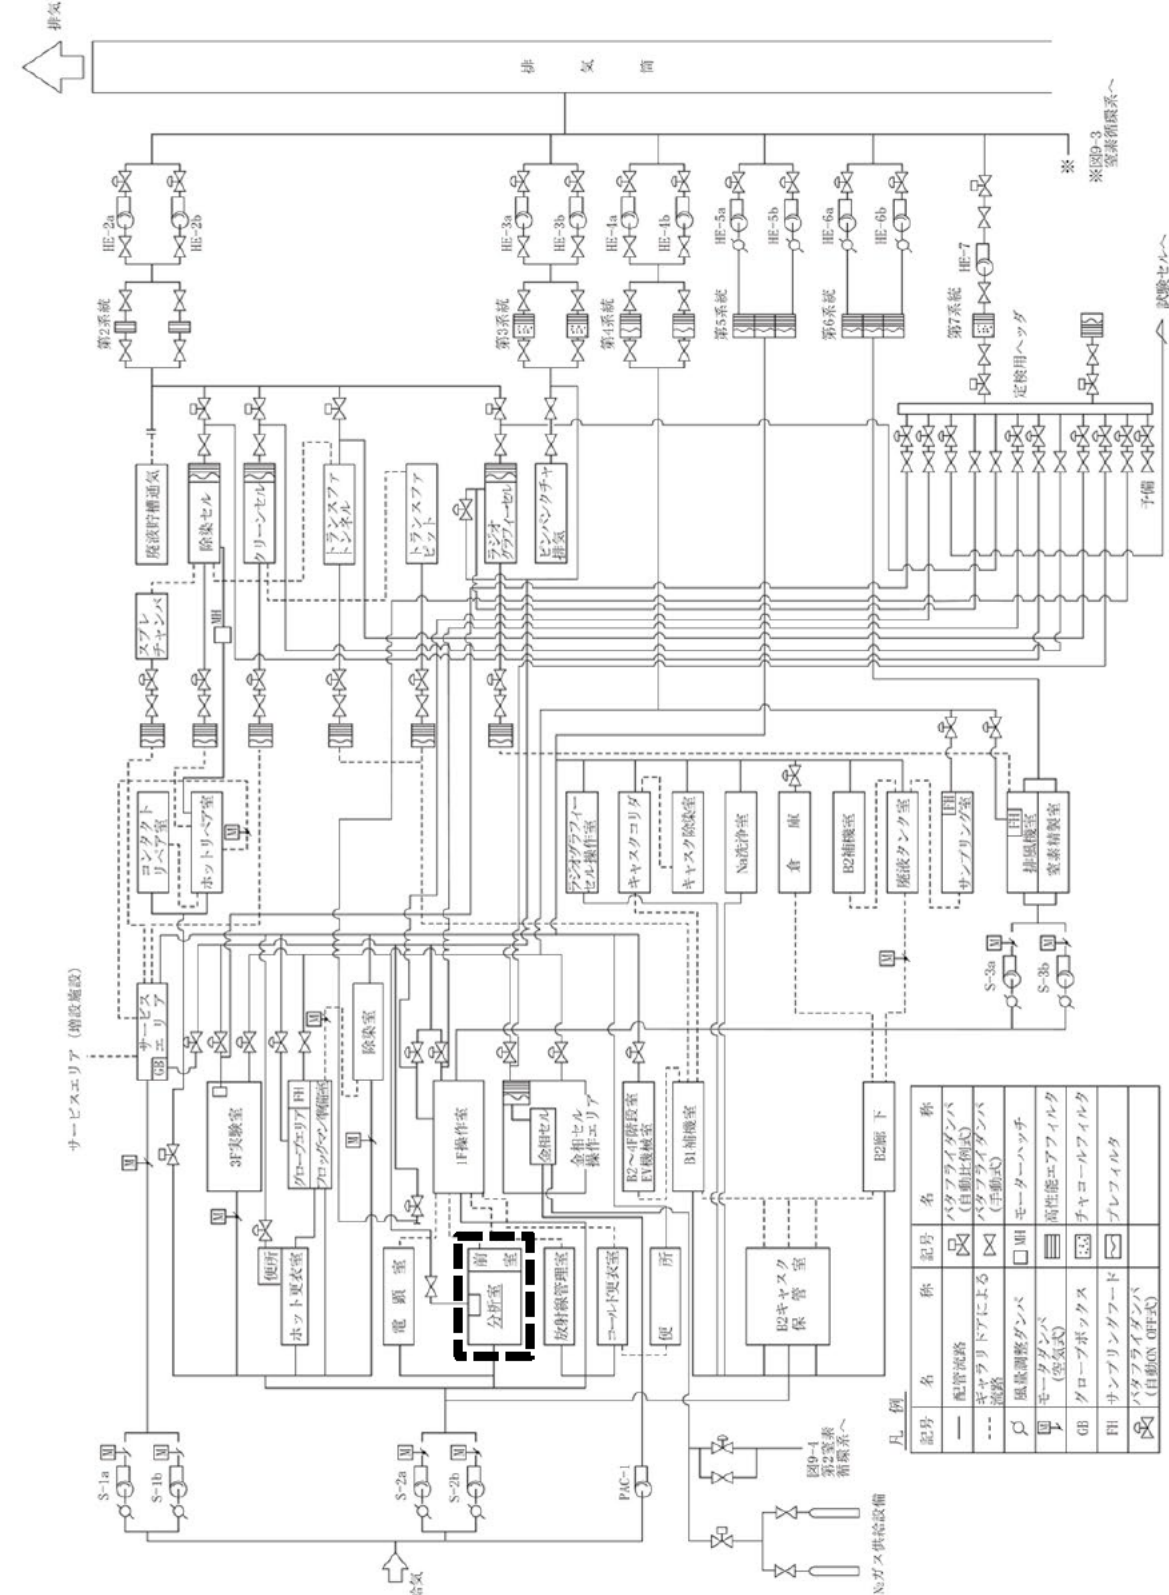 排気
排 気 筒
※
※図9-3
窒素循環系へ
HE-2a
HE-2b
HE-3a
HE-3b
HE-4a
HE-4b
HE-5a
HE-5b
HE-6a
HE-6b
HE-7
第2系統
第3系統
第4系統
第5系統
第6系統
第7系統
定検用ヘッダ
試験セルへ
予備
廃液貯槽通気
除染セル
クリーンセル
トランスファ
トンネル
トランスファ
ピット
ラジオ
グラフィーセル
ピンパンクチャ
排気
スプレ
チャンバ
MH
コンタクト
リペア室
ホットリペア室
M
ラジオグラフィー
セル操作室
キャスクコリダ
キャスク除染室
Na洗浄室
倉 庫
B2補機室
廃液タンク室
FH
サンプリング室
FH
排風機室
窒素精製室
M
S-3a
M
S-3b
M
サービスエリア (増設施設)
サービス
エリア
GB
M
3F実験室
M
グローブエリア
FH
フロッグマン準備室
M
除染室
M
1F操作室
金相セル
金相セル
操作エリア
B2～4F階段室
EV機械室
B1補機室
B2廊下
便所
ホット更衣室
電 顕 室
前 室
分析室
放射線管理室
コールド更衣室
便 所
B2キャスク
保 管 室
S-1a
M
S-1b
M
S-2a
M
S-2b
M
PAC-1
給気
図9-4
第2窒素
循環系へ
N₂ガス供給設備
凡 例
記号 名 称 記号 名 称
配管流路 バタフライダンパ
(自動比例式)
ギャラリドアによる
流路 バタフライダンパ
(手動式)
風量調整ダンパ MH モーターハッチ
M モータダンパ
(空気式) 高性能エアフィルタ
GB グローブボックス チャコールフィルタ
FH サンプリングフード プレフィルタ
バタフライダンパ
(自動ON OFF式)